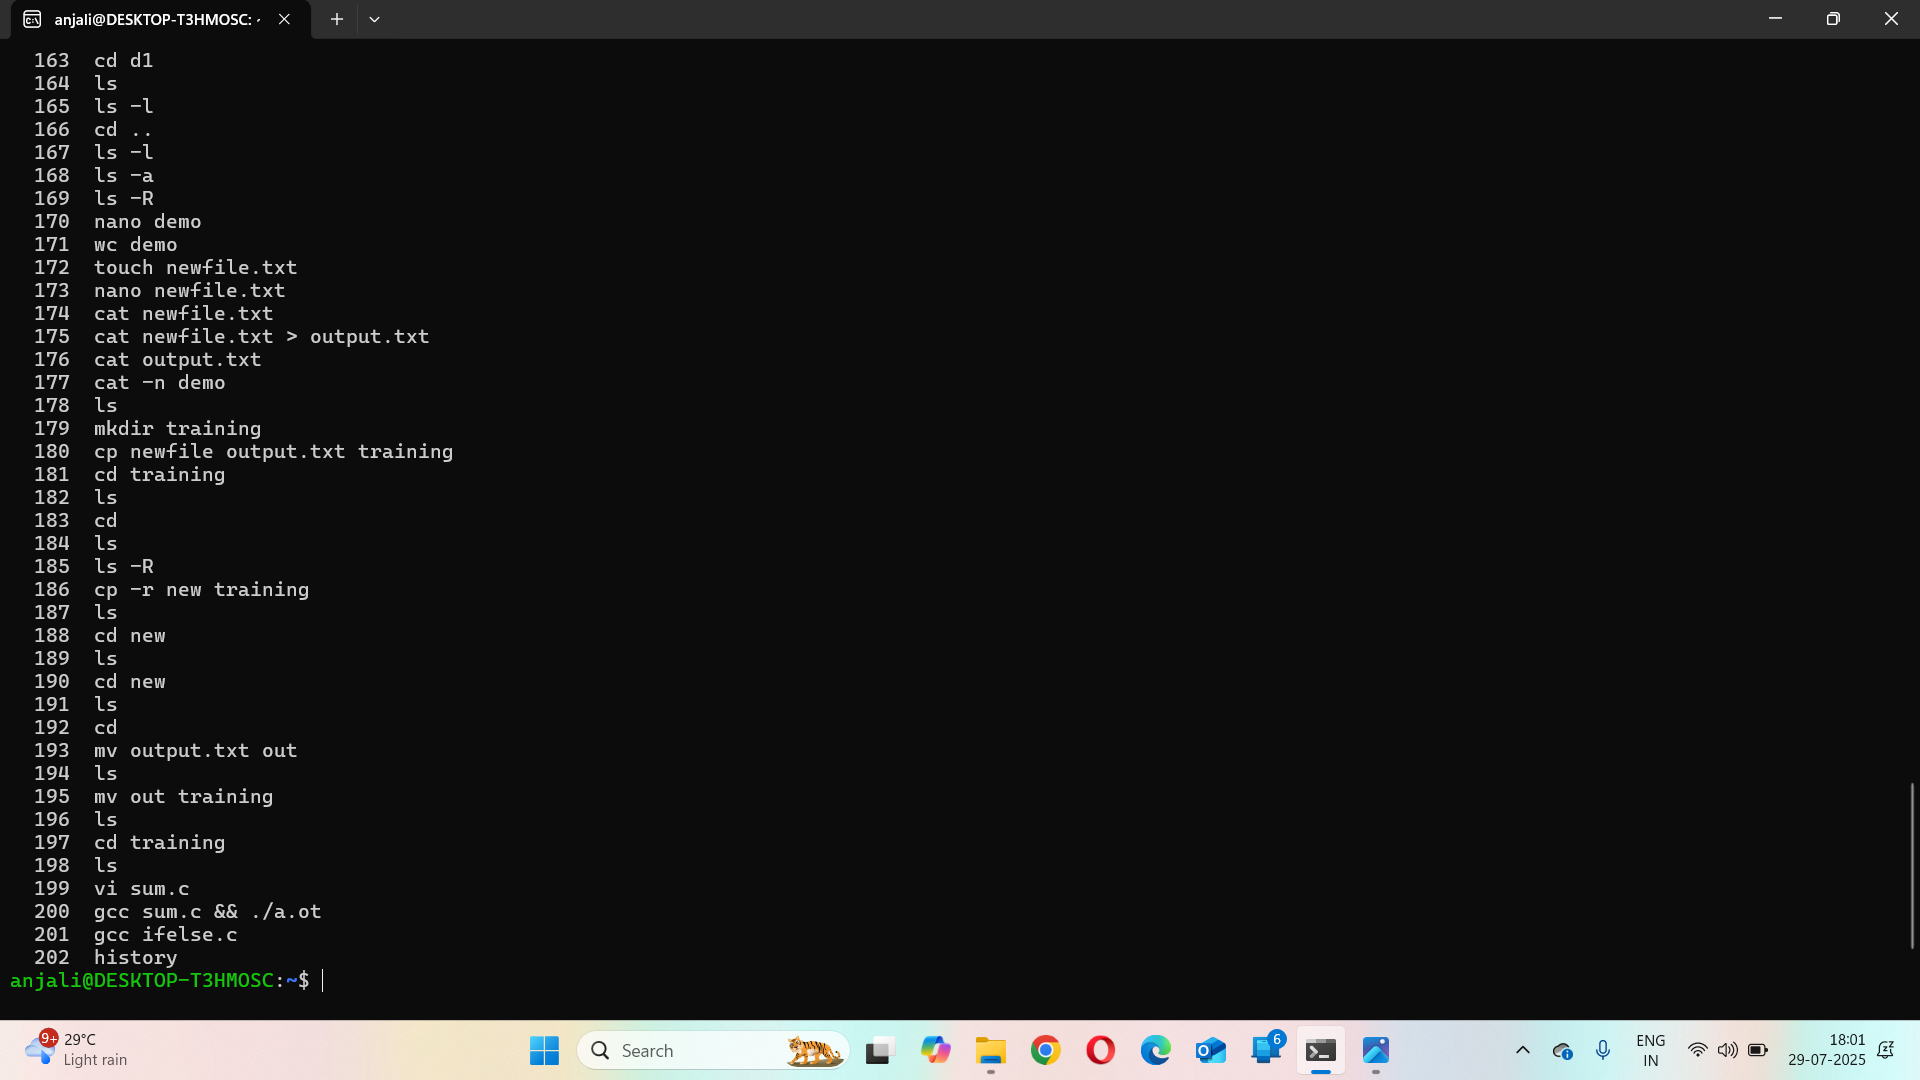 anjali@DESKTOP-T3HMOSC: ~
163 cd d1
164 ls
165 ls -l
166 cd ..
167 ls -l
168 ls -a
169 ls -R
170 nano demo
171 wc demo
172 touch newfile.txt
173 nano newfile.txt
174 cat newfile.txt
175 cat newfile.txt > output.txt
176 cat output.txt
177 cat -n demo
178 ls
179 mkdir training
180 cp newfile output.txt training
181 cd training
182 ls
183 cd
184 ls
185 ls -R
186 cp -r new training
187 ls
188 cd new
189 ls
190 cd new
191 ls
192 cd
193 mv output.txt out
194 ls
195 mv out training
196 ls
197 cd training
198 ls
199 vi sum.c
200 gcc sum.c && ./a.ot
201 gcc ifelse.c
202 history
anjali@DESKTOP-T3HMOSC:~$
9+
29°C
Light rain
Search
6
ENG
IN
18:01
29-07-2025